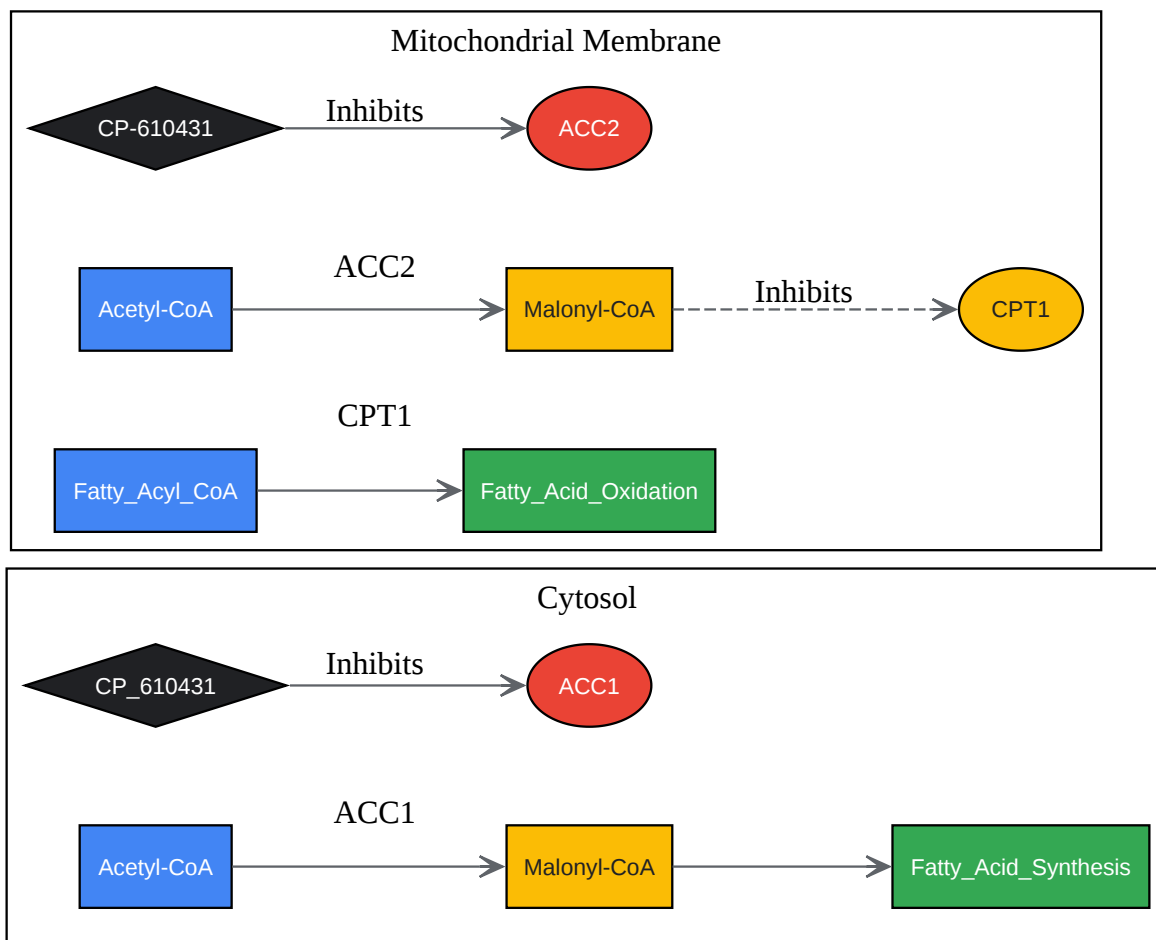 Mitochondrial Membrane
CP-610431
Inhibits
ACC2
ACC2
Acetyl-CoA
Malonyl-CoA
Inhibits
CPT1
CPT1
Fatty_Acyl_CoA
Fatty_Acid_Oxidation
Cytosol
CP_610431
Inhibits
ACC1
ACC1
Acetyl-CoA
Malonyl-CoA
Fatty_Acid_Synthesis